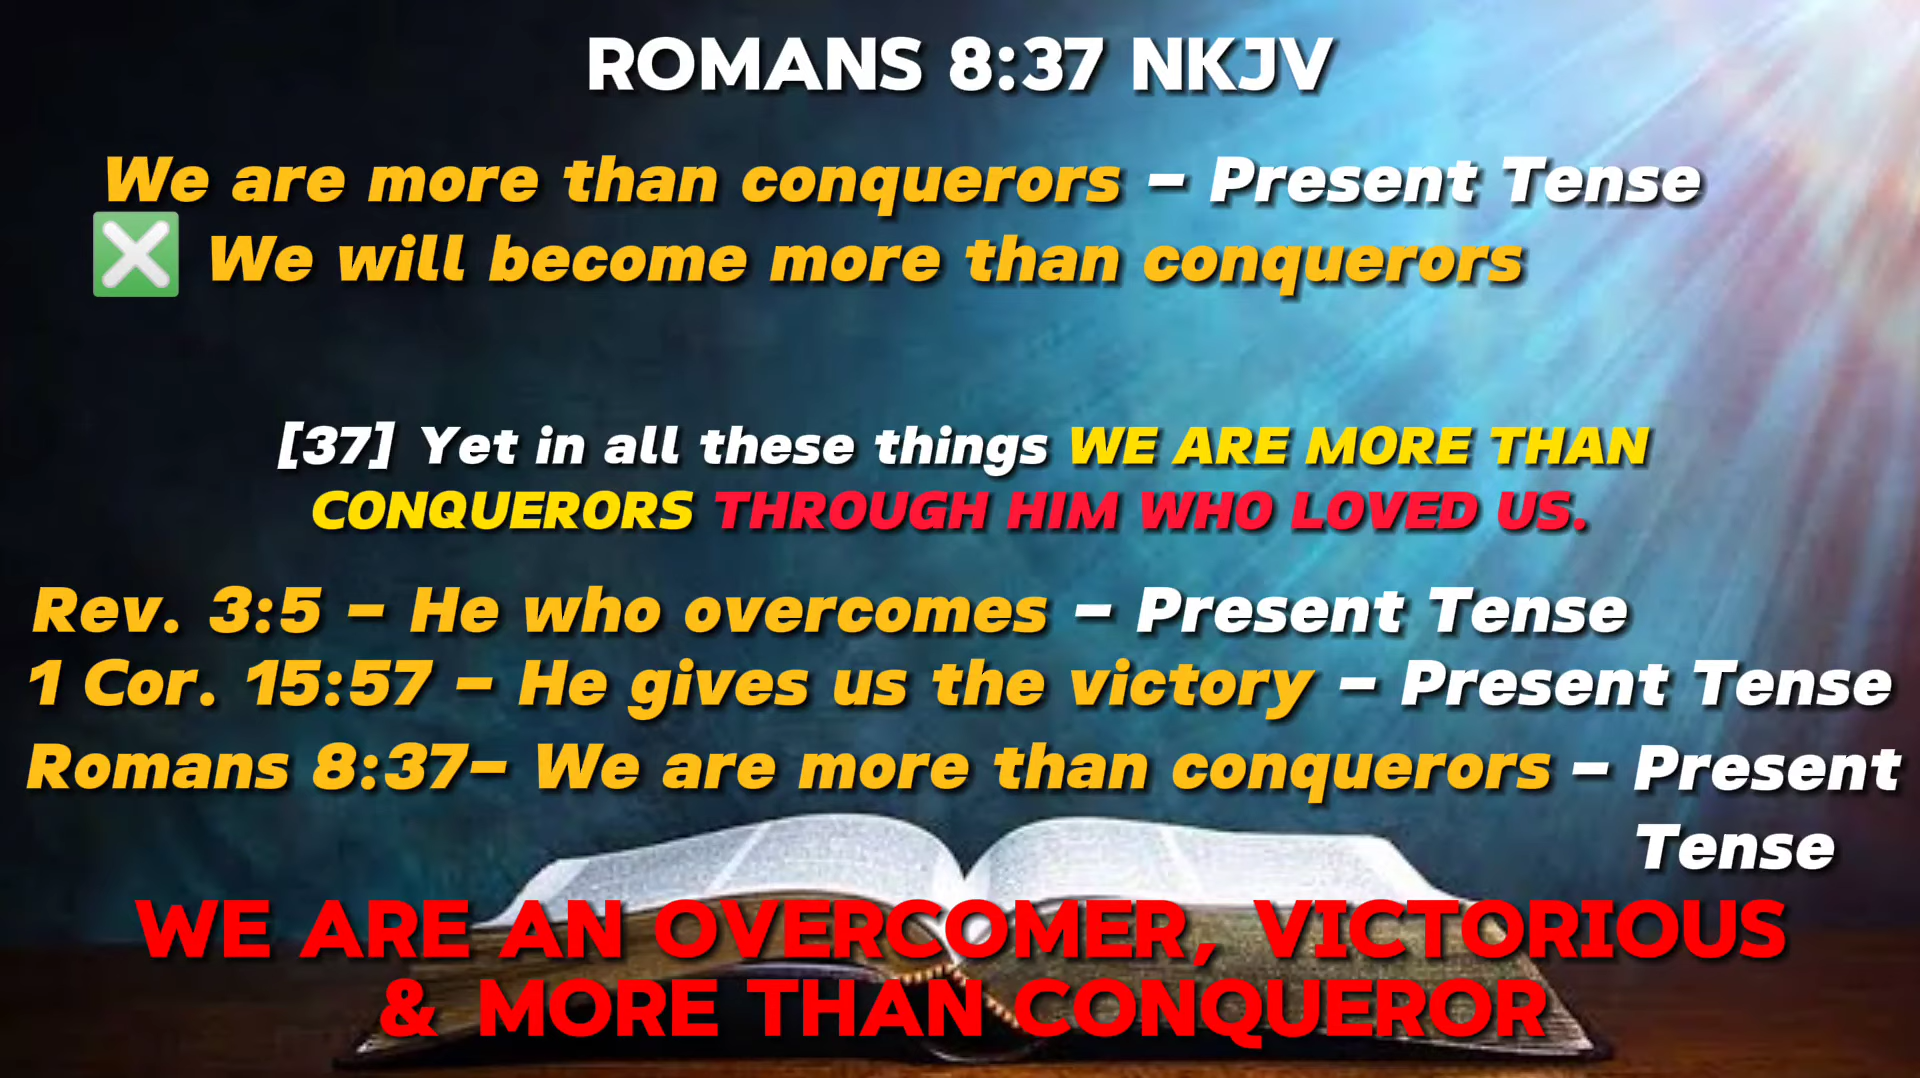 ROMANS 8:37 NKJV
We are more than conquerors – Present Tense
❎ We will become more than conquerors
[37] Yet in all these things WE ARE MORE THAN
CONQUERORS THROUGH HIM WHO LOVED US.
Rev. 3:5 – He who overcomes – Present Tense
1 Cor. 15:57 – He gives us the victory – Present Tense
Romans 8:37– We are more than conquerors – Present
Tense
WE ARE AN OVERCOMER, VICTORIOUS
& MORE THAN CONQUEROR